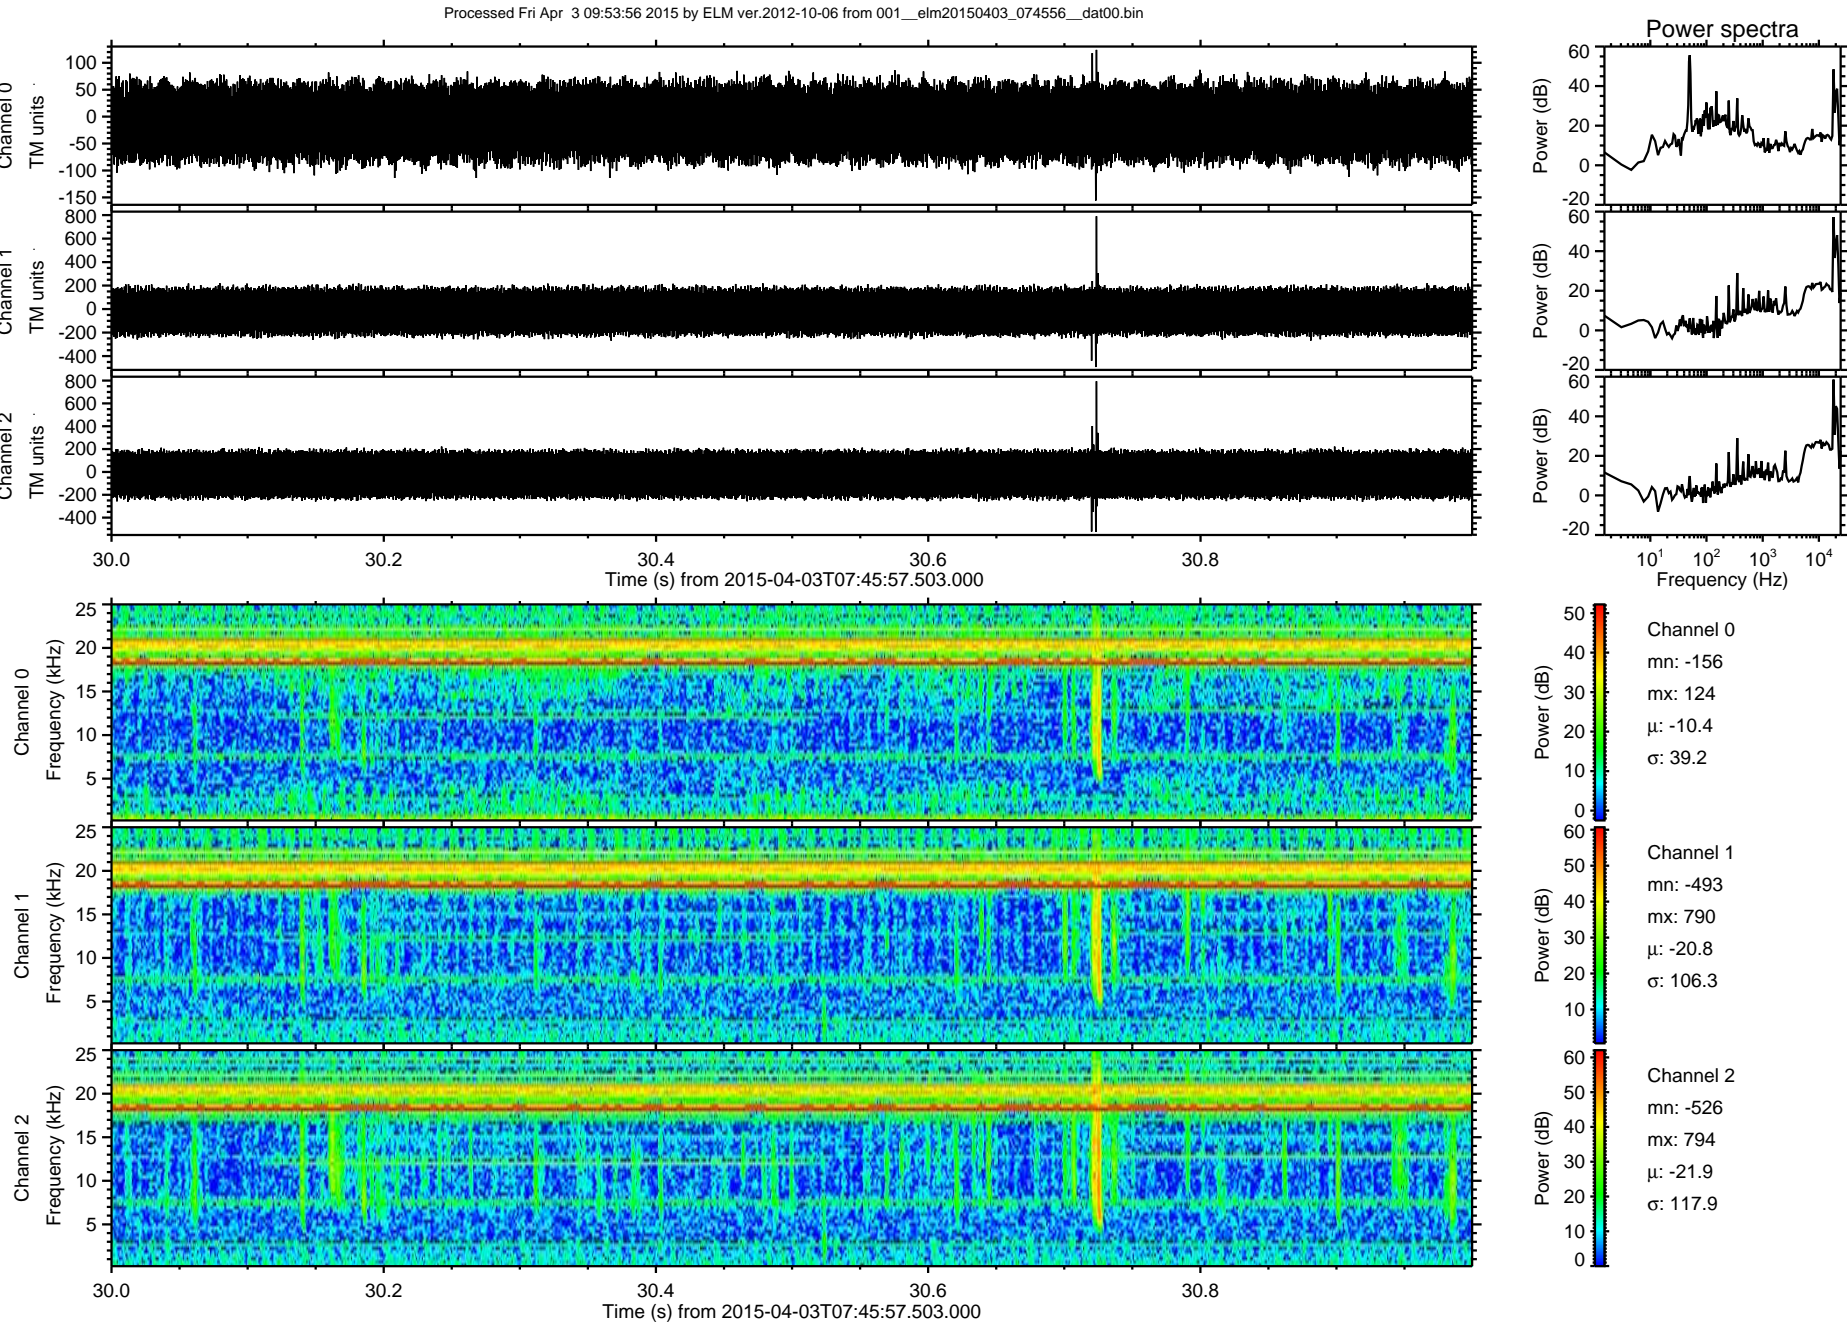 Processed Fri Apr  3 09:53:56 2015 by ELM ver.2012-10-06 from 001__elm20150403_074556__dat00.bin
Power spectra
Channel 0
TM units
100
50
0
-50
-100
-150
Power (dB)
60
40
20
0
-20
Channel 1
TM units
800
600
400
200
0
-200
-400
Power (dB)
60
40
20
0
-20
Channel 2
TM units
800
600
400
200
0
-200
-400
Power (dB)
60
40
20
0
-20
30.0 30.2 30.4 30.6 30.8
Time (s) from 2015-04-03T07:45:57.503.000
10^1 10^2 10^3 10^4
Frequency (Hz)
Channel 0
Frequency (kHz)
25
20
15
10
5
Power (dB)
50
40
30
20
10
0
Channel 0
mn: -156
mx: 124
μ: -10.4
σ: 39.2
Channel 1
Frequency (kHz)
25
20
15
10
5
Power (dB)
60
50
40
30
20
10
Channel 1
mn: -493
mx: 790
μ: -20.8
σ: 106.3
Channel 2
Frequency (kHz)
25
20
15
10
5
Power (dB)
60
50
40
30
20
10
0
Channel 2
mn: -526
mx: 794
μ: -21.9
σ: 117.9
30.0 30.2 30.4 30.6 30.8
Time (s) from 2015-04-03T07:45:57.503.000